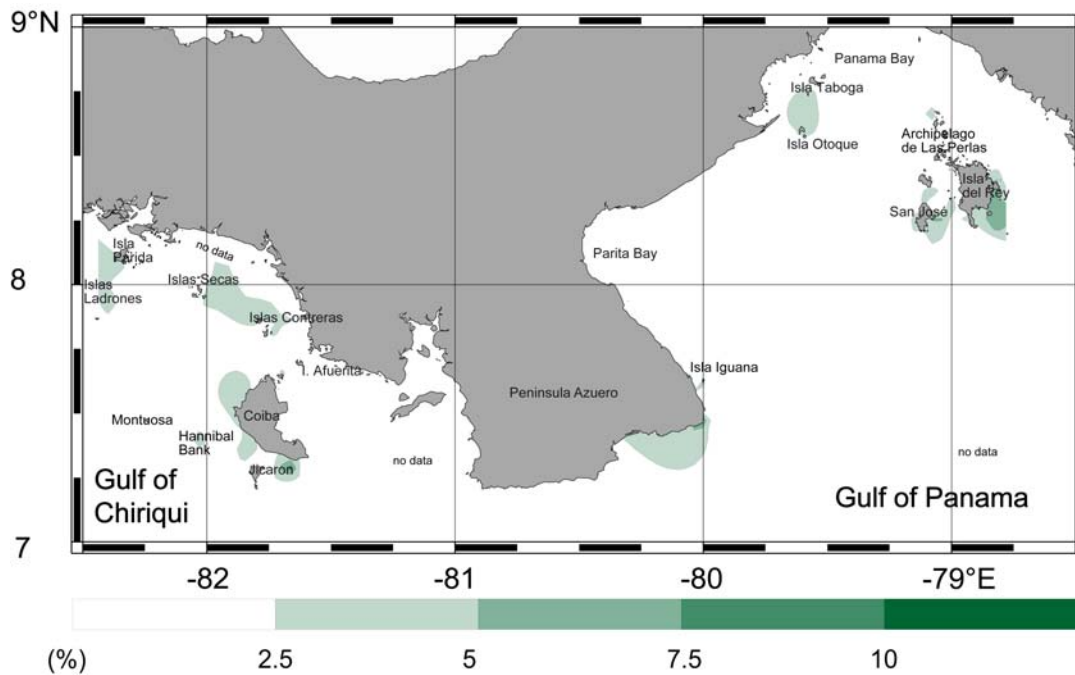 9°N
Panama Bay
Isla Taboga
Isla Otoque
Archipelago
de Las Perlas
Isla
del Rey
San José
Isla
Parida
no data
Parita Bay
8
Islas Secas
Islas
Ladrones
Islas Contreras
I. Afuerita
Isla Iguana
Peninsula Azuero
Coiba
Montuosa
Hannibal
Bank
Jicaron
no data
no data
Gulf of
Chiriqui
Gulf of Panama
7
-82
-81
-80
-79°E
(%)
2.5
5
7.5
10